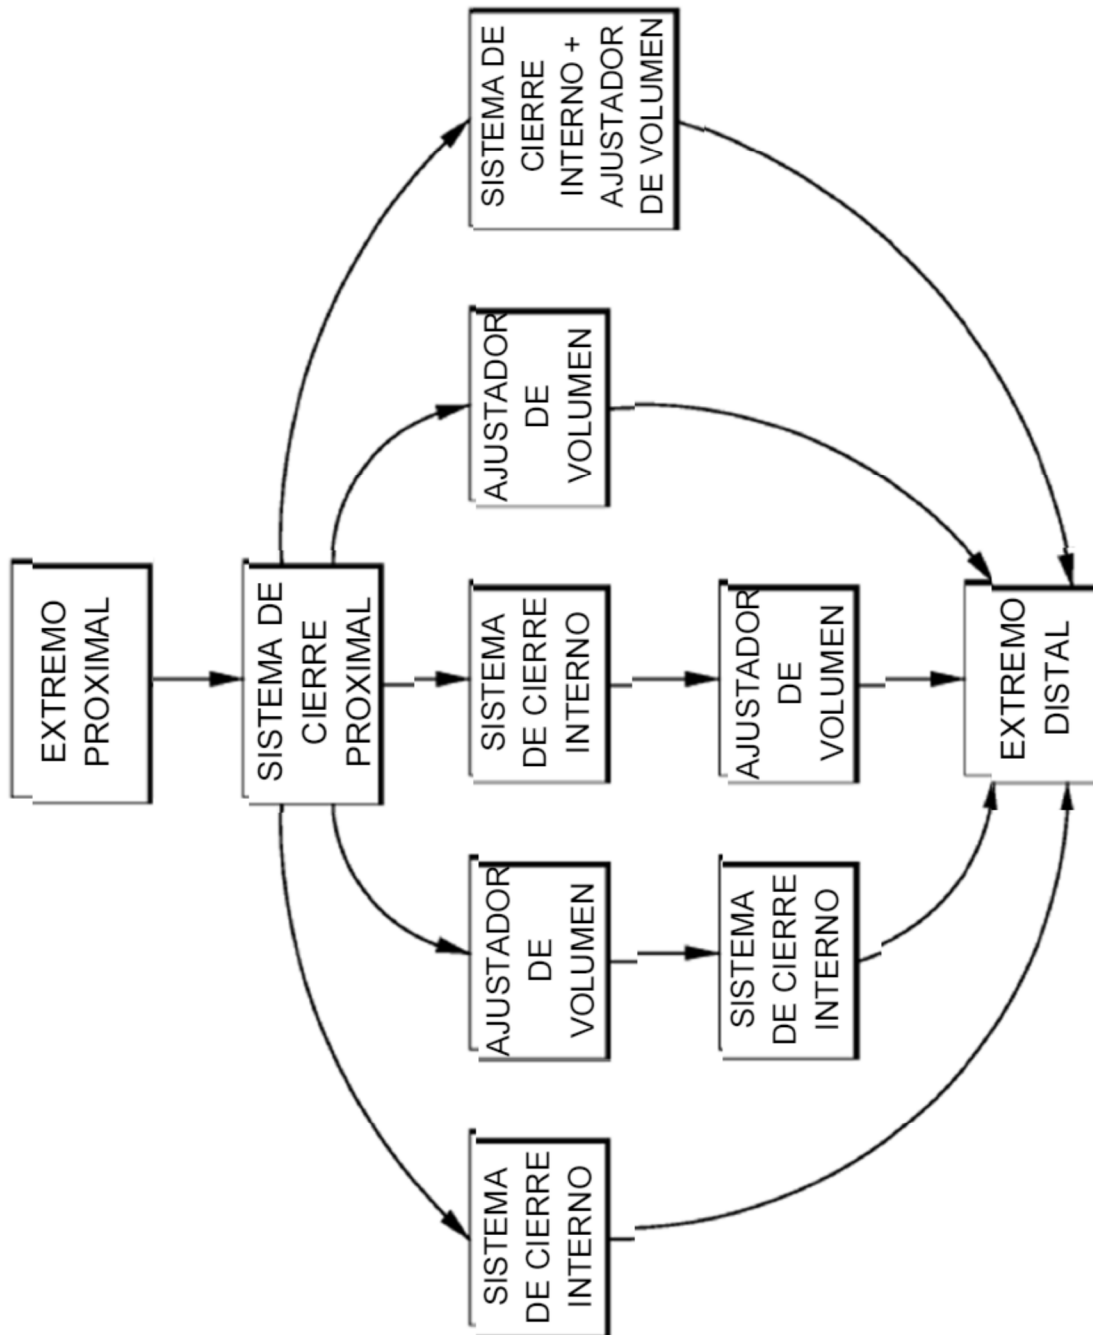 EXTREMO
PROXIMAL
SISTEMA DE
CIERRE
PROXIMAL
SISTEMA
DE CIERRE
INTERNO
AJUSTADOR
DE
VOLUMEN
SISTEMA
DE CIERRE
INTERNO
AJUSTADOR
DE
VOLUMEN
SISTEMA DE
CIERRE
INTERNO +
AJUSTADOR
DE VOLUMEN
SISTEMA
DE CIERRE
INTERNO
AJUSTADOR
DE
VOLUMEN
EXTREMO
DISTAL